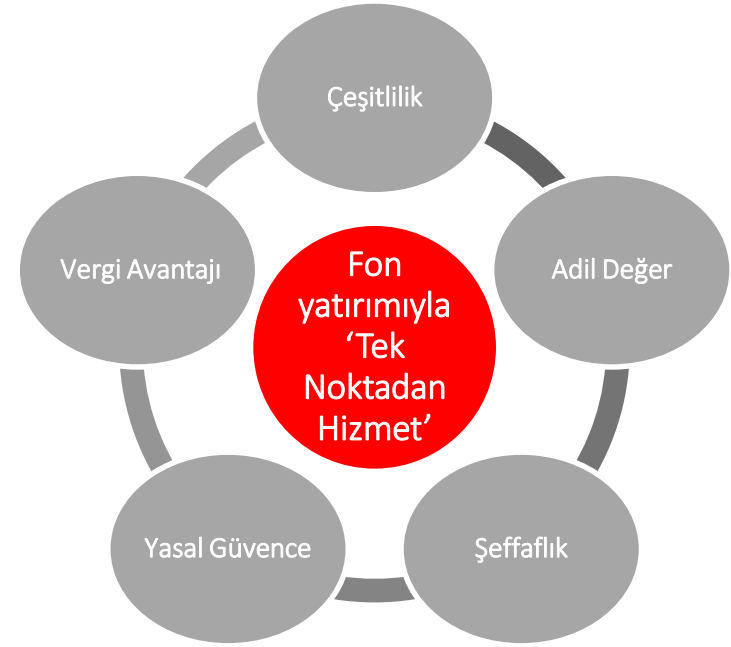 Çeşitlilik
Vergi Avantajı
Adil Değer
Fon
yatırımıyla
‘Tek
Noktadan
Hizmet’
Yasal Güvence
Şeffaflık